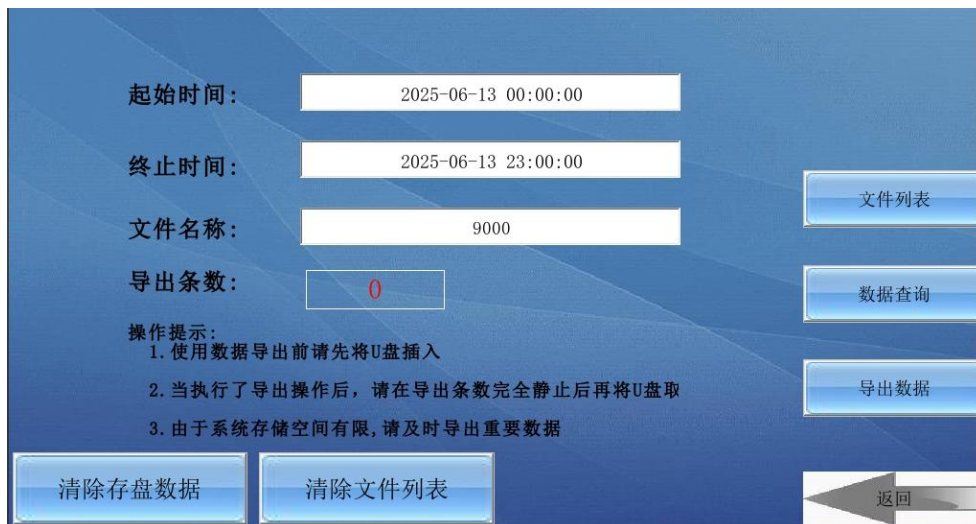 起始时间:
2025-06-13 00:00:00
终止时间:
2025-06-13 23:00:00
文件列表
文件名称:
9000
导出条数:
0
数据查询
操作提示:
1.使用数据导出前请先将U盘插入
2.当执行了导出操作后，请在导出条数完全静止后再将U盘取
导出数据
3.由于系统存储空间有限,请及时导出重要数据
清除存盘数据
清除文件列表
返回